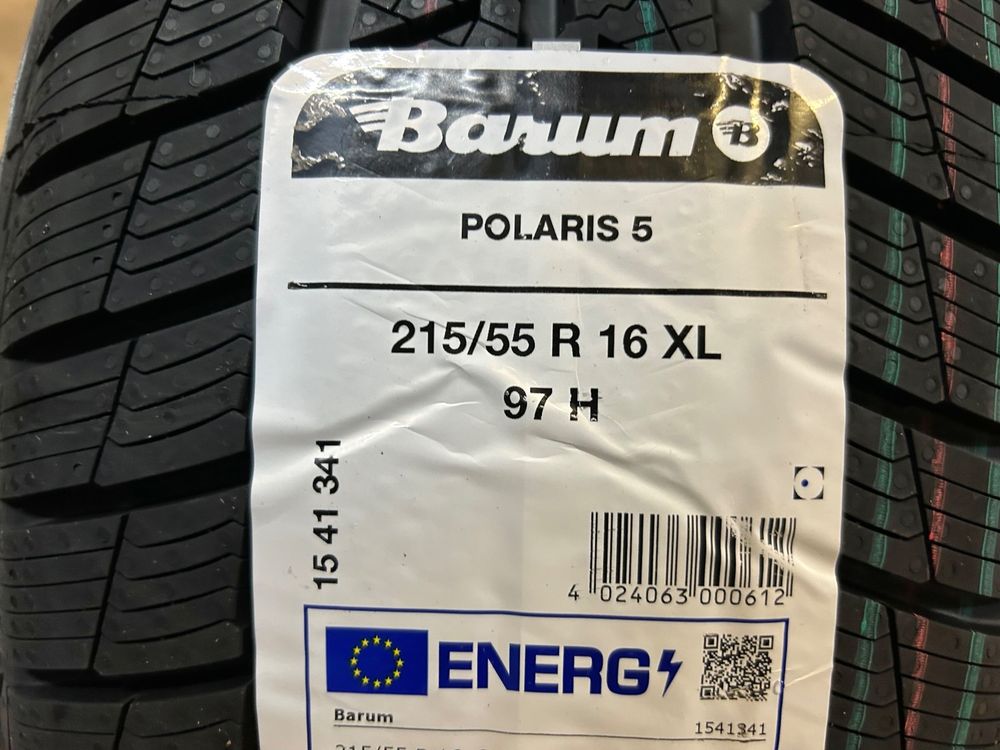 Barum B
POLARIS 5
215/55 R 16 XL
97 H
15 41 341
4 024063 000612
ENERG
Barum
1541341